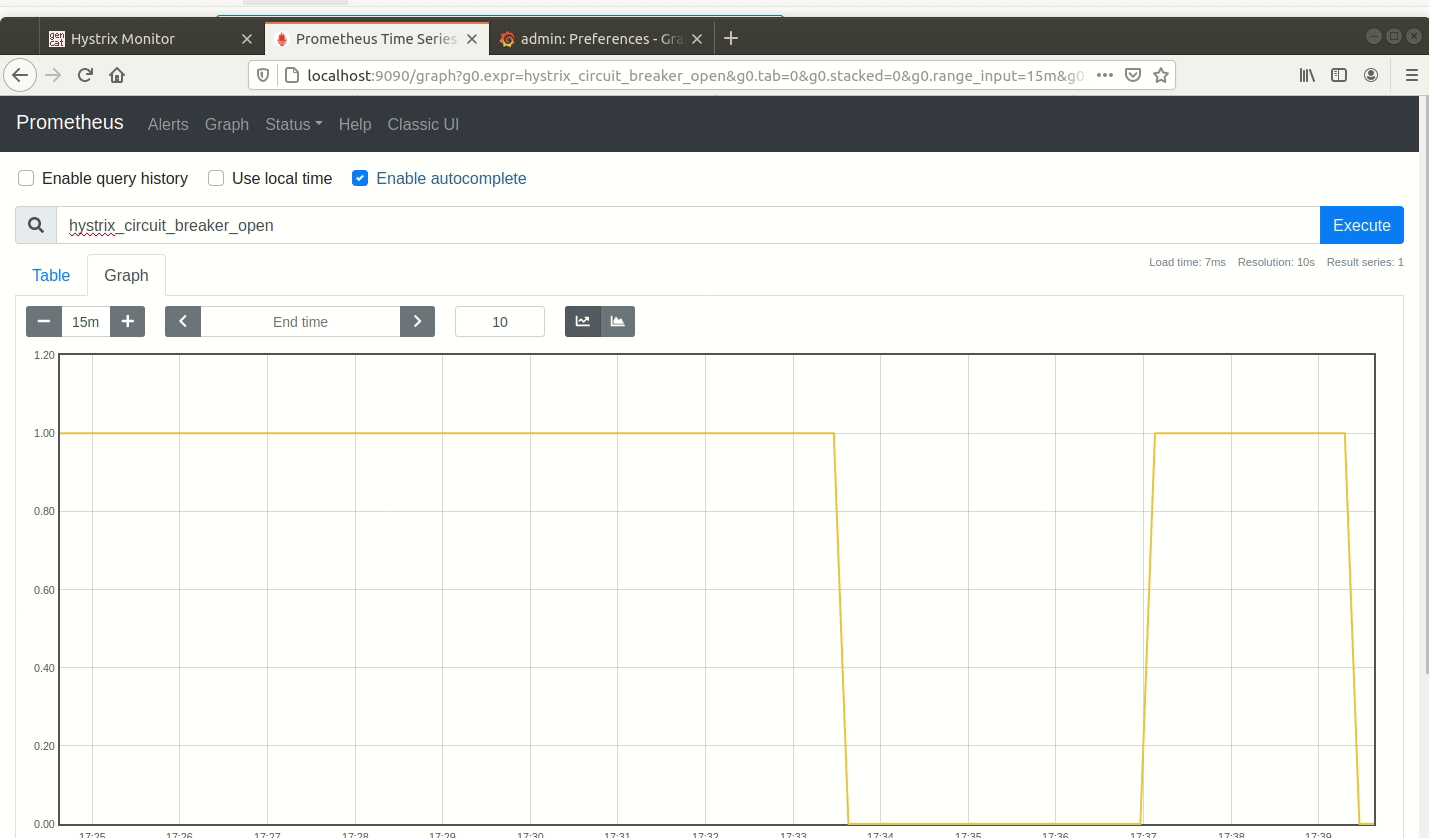 gen cat Hystrix Monitor Prometheus Time Series admin: Preferences - Gra
localhost:9090/graph?g0.expr=hystrix_circuit_breaker_open&g0.tab=0&g0.stacked=0&g0.range_input=15m&g0.
Prometheus Alerts Graph Status Help Classic UI
Enable query history Use local time Enable autocomplete
hystrix_circuit_breaker_open Execute
Load time: 7ms Resolution: 10s Result series: 1
Table Graph
15m End time 10
1.20
1.00
0.80
0.60
0.40
0.20
0.00
17:25 17:26 17:27 17:28 17:29 17:30 17:31 17:32 17:33 17:34 17:35 17:36 17:37 17:38 17:39